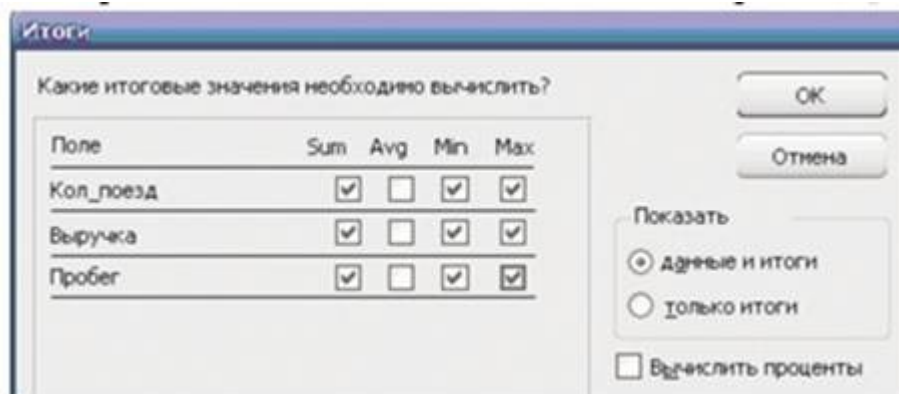 Итоги
Какие итоговые значения необходимо вычислить?
Поле Sum Avg Min Max
Кол_поезд
Выручка
Пробег
ОК
Отмена
Показать
данные и итоги
только итоги
Вычислить проценты